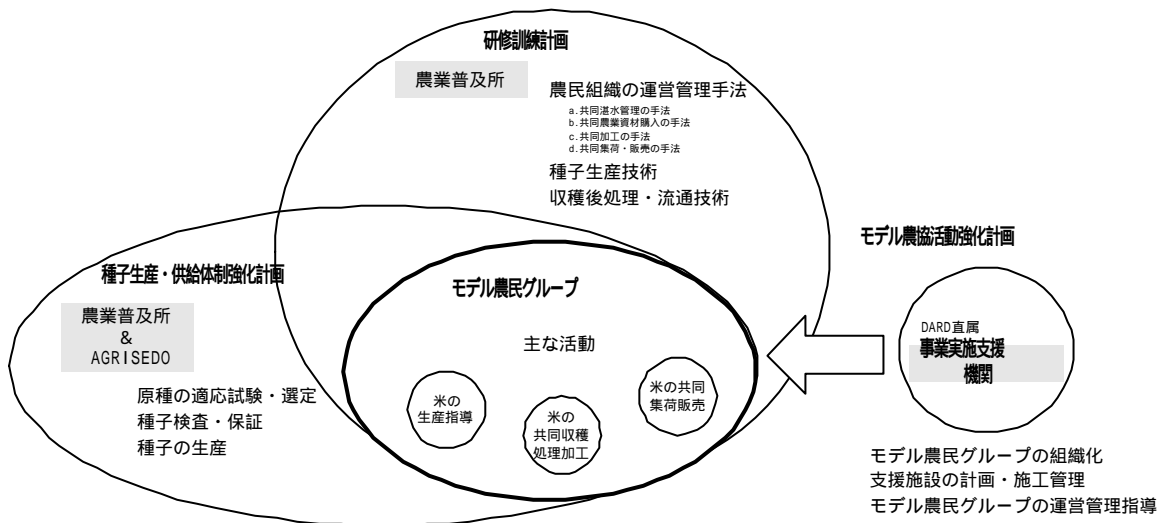 研修訓練計画
農業普及所
農民組織の運営管理手法
a.共同湛水管理の手法
b.共同農業資材購入の手法
c.共同加工の手法
d.共同集荷・販売の手法
種子生産技術
収穫後処理・流通技術
モデル農協活動強化計画
種子生産・供給体制強化計画
農業普及所
&
AGRISEDO
原種の適応試験・選定
種子検査・保証
種子の生産
モデル農民グループ
主な活動
米の
生産指導
米の
共同収穫
処理加工
米の共同
集荷販売
DARD直属
事業実施支援
機関
モデル農民グループの組織化
支援施設の計画・施工管理
モデル農民グループの運営管理指導